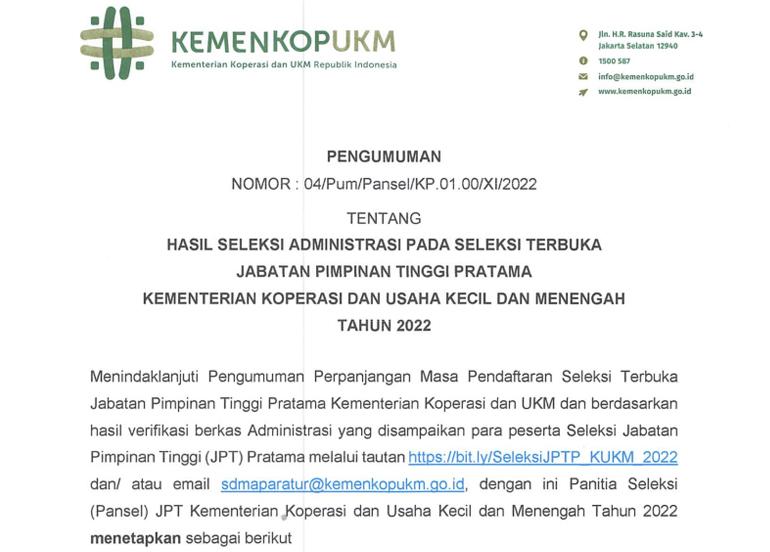 KEMENKOPUKM
Kementerian Koperasi dan UKM Republik Indonesia
Jln. H.R. Rasuna Said Kav. 3-4
Jakarta Selatan 12940
1500 587
info@kemenkopukm.go.id
www.kemenkopukm.go.id
PENGUMUMAN
NOMOR : 04/Pum/Pansel/KP.01.00/XI/2022
TENTANG
HASIL SELEKSI ADMINISTRASI PADA SELEKSI TERBUKA
JABATAN PIMPINAN TINGGI PRATAMA
KEMENTERIAN KOPERASI DAN USAHA KECIL DAN MENENGAH
TAHUN 2022
Menindaklanjuti Pengumuman Perpanjangan Masa Pendaftaran Seleksi Terbuka
Jabatan Pimpinan Tinggi Pratama Kementerian Koperasi dan UKM dan berdasarkan
hasil verifikasi berkas Administrasi yang disampaikan para peserta Seleksi Jabatan
Pimpinan Tinggi (JPT) Pratama melalui tautan https://bit.ly/SeleksiJPTP_KUKM_2022
dan/ atau email sdmaparatur@kemenkopukm.go.id, dengan ini Panitia Seleksi
(Pansel) JPT Kementerian Koperasi dan Usaha Kecil dan Menengah Tahun 2022
menetapkan sebagai berikut